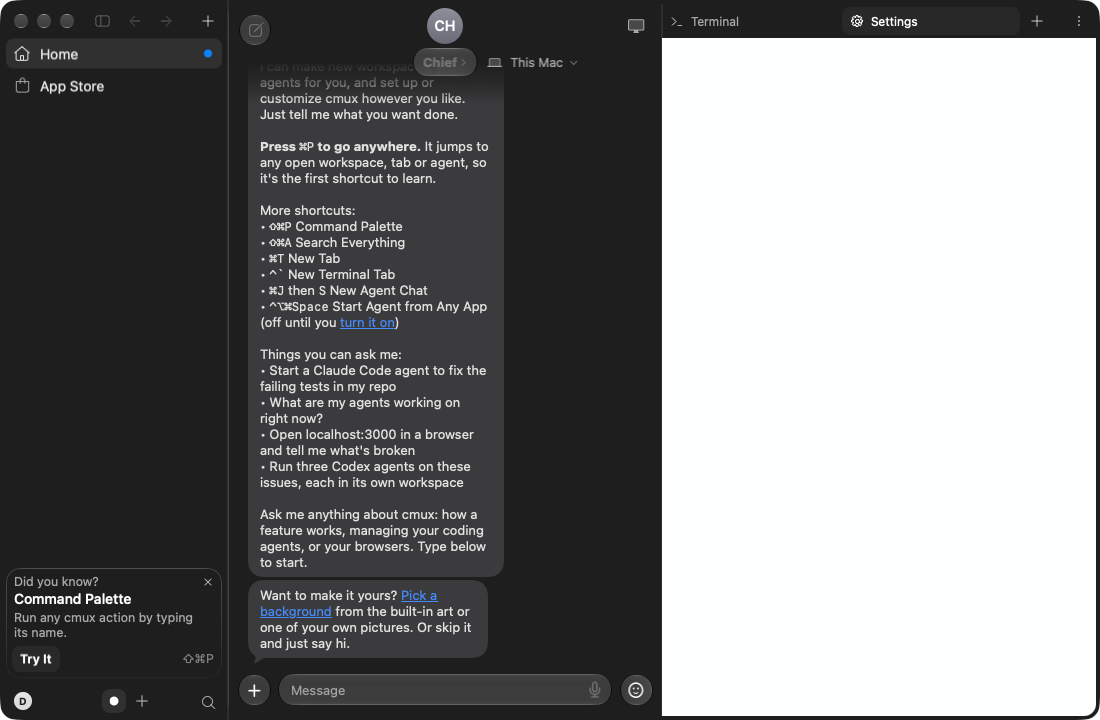 Home
App Store
Did you know?
Command Palette
Run any cmux action by typing
its name.
Try It
⇧⌘P
D
CH
Chief
This Mac
I can make new workspac
agents for you, and set up or
customize cmux however you like.
Just tell me what you want done.
Press ⌘P to go anywhere. It jumps to
any open workspace, tab or agent, so
it's the first shortcut to learn.
More shortcuts:
• ⇧⌘P Command Palette
• ⇧⌘A Search Everything
• ⌘T New Tab
• ^` New Terminal Tab
• ⌘J then S New Agent Chat
• ^⌥⌘Space Start Agent from Any App
(off until you turn it on)
Things you can ask me:
• Start a Claude Code agent to fix the
failing tests in my repo
• What are my agents working on
right now?
• Open localhost:3000 in a browser
and tell me what's broken
• Run three Codex agents on these
issues, each in its own workspace
Ask me anything about cmux: how a
feature works, managing your coding
agents, or your browsers. Type below
to start.
Want to make it yours? Pick a
background from the built-in art or
one of your own pictures. Or skip it
and just say hi.
Message
Terminal
Settings